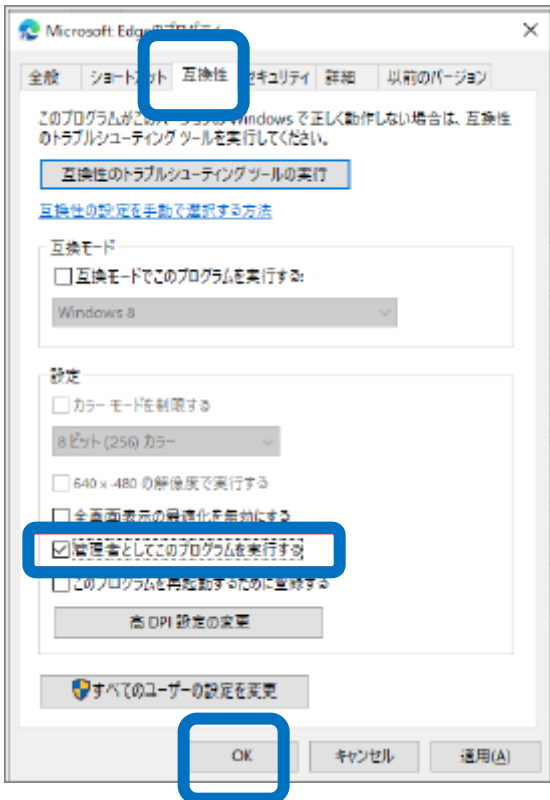 Microsoft Edgeのプロパティ
全般
ショートカット
互換性
セキュリティ
詳細
以前のバージョン
このプログラムがこのバージョンの Windows で正しく動作しない場合は、互換性
のトラブルシューティング ツールを実行してください。
互換性のトラブルシューティング ツールの実行
互換性の設定を手動で選択する方法
互換モード
互換モードでこのプログラムを実行する:
Windows 8
設定
カラー モードを制限する
8 ビット (256) カラー
640 x 480 の解像度で実行する
全画面表示の最適化を無効にする
管理者としてこのプログラムを実行する
このプログラムを再起動するために登録する
高 DPI 設定の変更
すべてのユーザーの設定を変更
OK
キャンセル
適用(A)